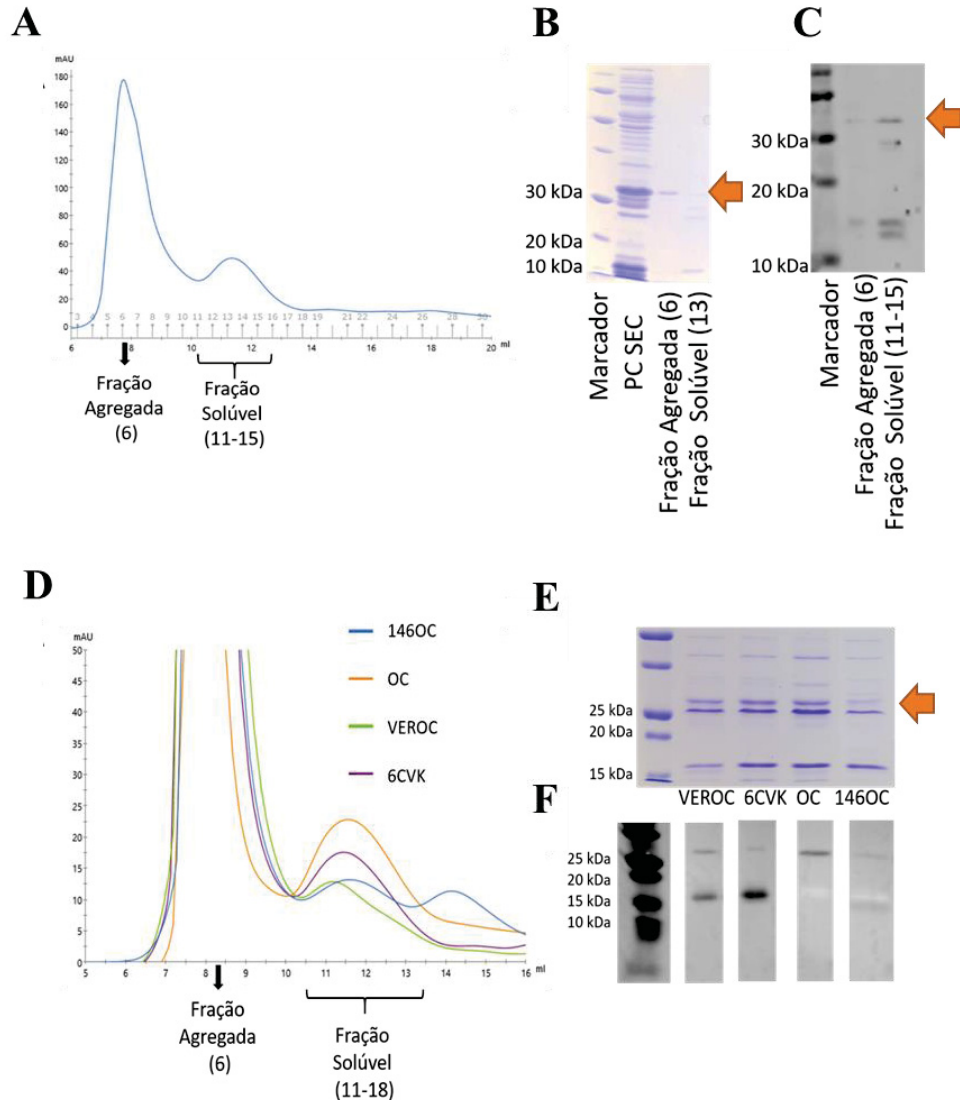 A
mAU
180
160
140
120
100
80
60
40
20
0
3 4 5 6 7 8 9 10 11 12 13 14 15 16 17 18 19 21 22 24 26 28 30
6 8 10 12 14 16 18 20 ml
Fração
Agregada
(6)
Fração
Solúvel
(11-15)
B
30 kDa
20 kDa
10 kDa
Marcador
PC SEC
Fração Agregada (6)
Fração Solúvel (13)
C
30 kDa
20 kDa
10 kDa
Marcador
Fração Agregada (6)
Fração Solúvel (11-15)
D
mAU
50
45
40
35
30
25
20
15
10
5
0
146OC
OC
VEROC
6CVK
5 6 7 8 9 10 11 12 13 14 15 16 ml
Fração
Agregada
(6)
Fração
Solúvel
(11-18)
E
25 kDa
20 kDa
15 kDa
VEROC 6CVK OC 146OC
F
25 kDa
20 kDa
15 kDa
10 kDa